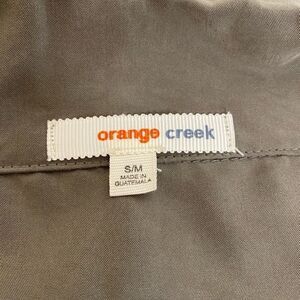 orange creek
S/M
MADE IN
GUATEMALA